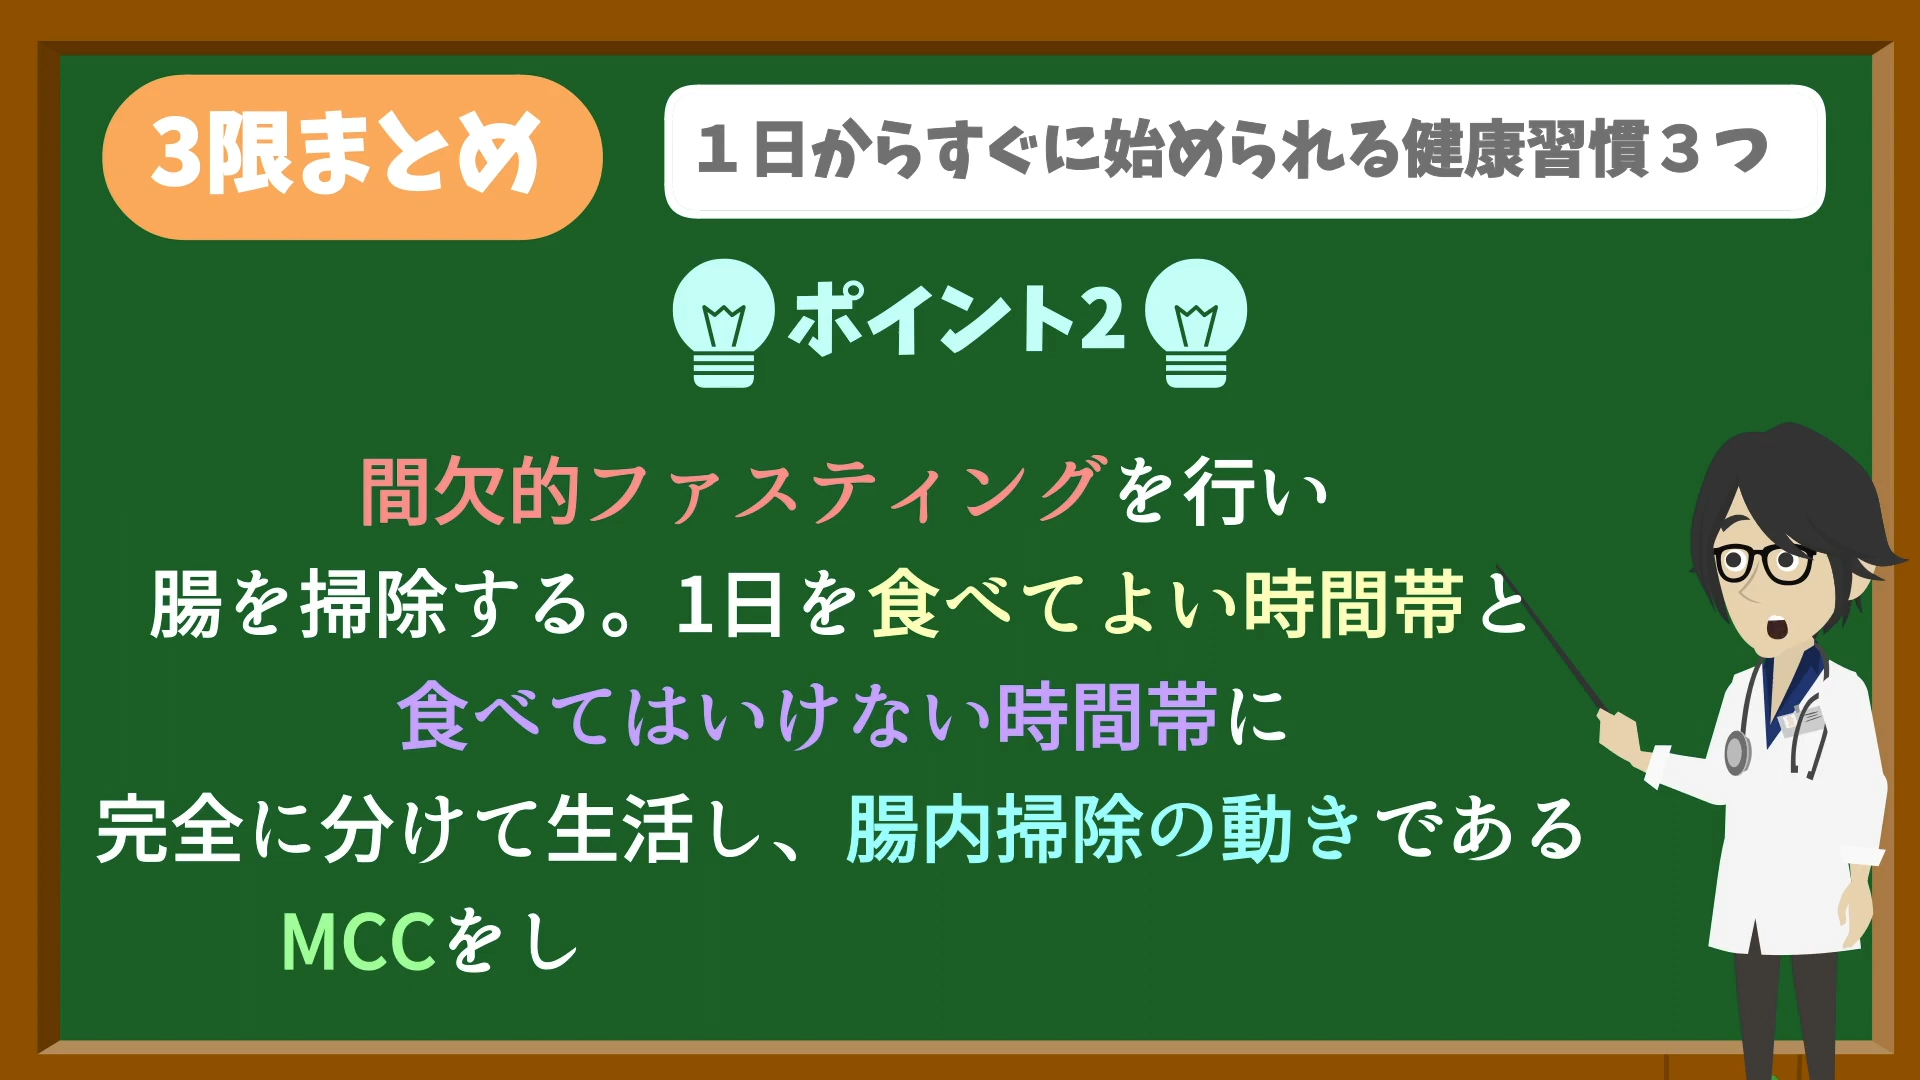 3限まとめ
１日からすぐに始められる健康習慣３つ
ポイント2
間欠的ファスティングを行い
腸を掃除する。1日を食べてよい時間帯と
食べてはいけない時間帯に
完全に分けて生活し、腸内掃除の動きである
MCCをし